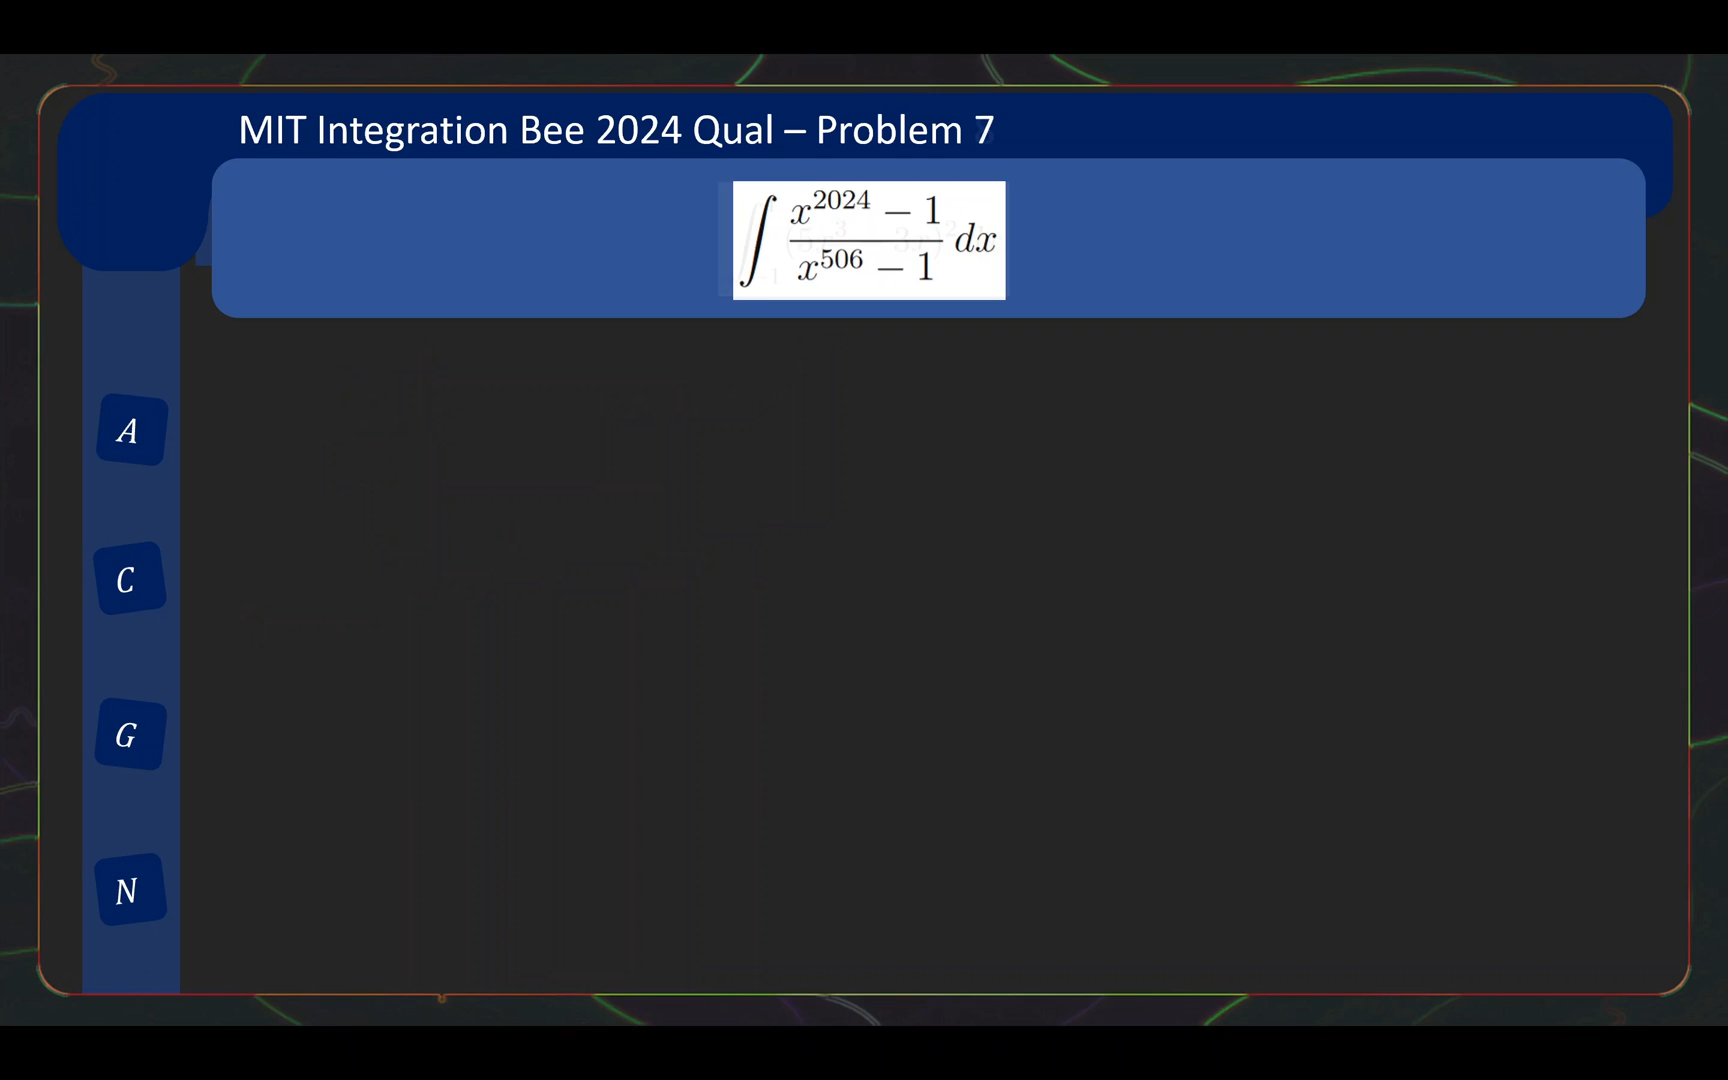 MIT Integration Bee 2024 Qual – Problem 7
∫ (x^2024 − 1)/(x^506 − 1) dx
A
C
G
N